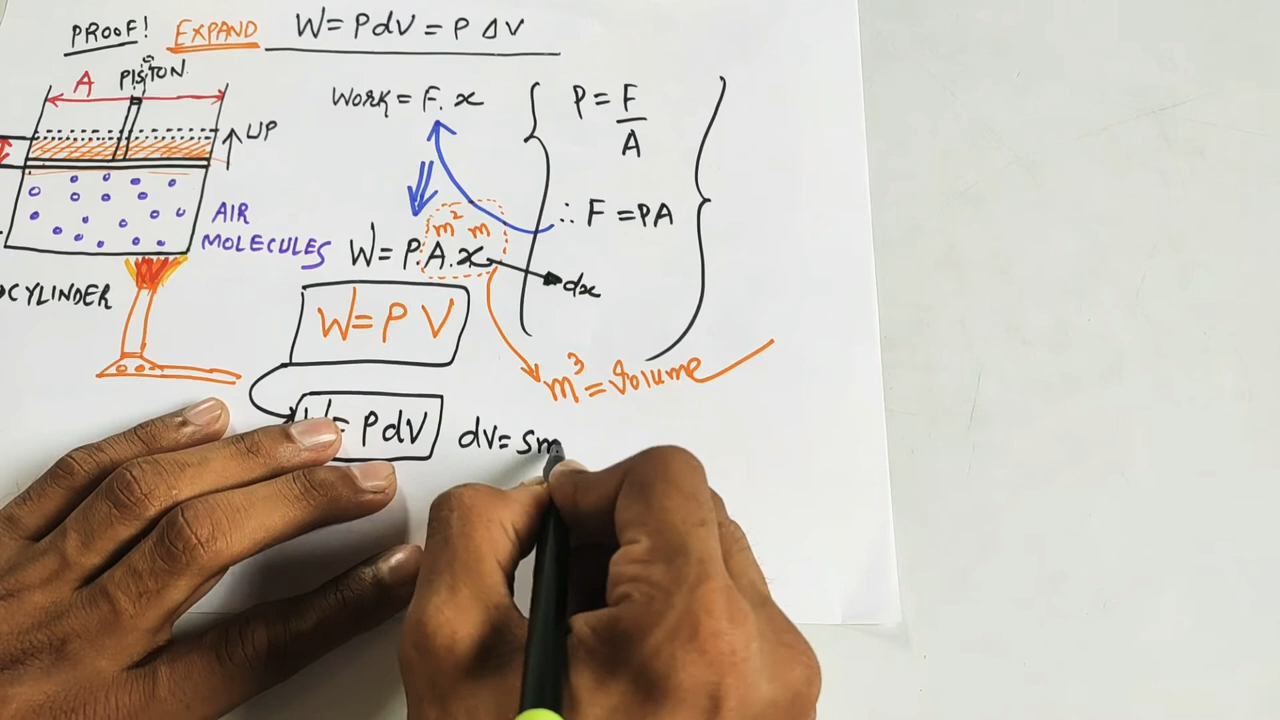 PROOF! EXPAND W= PdV = P ΔV
A PISTON
UP
AIR
MOLECULES
CYLINDER
WORK = F. x
P = F
A
∴ F = PA
m² m
W= P.A.x
dx
W= P V
m³ = Volume
W= PdV dV= Sm